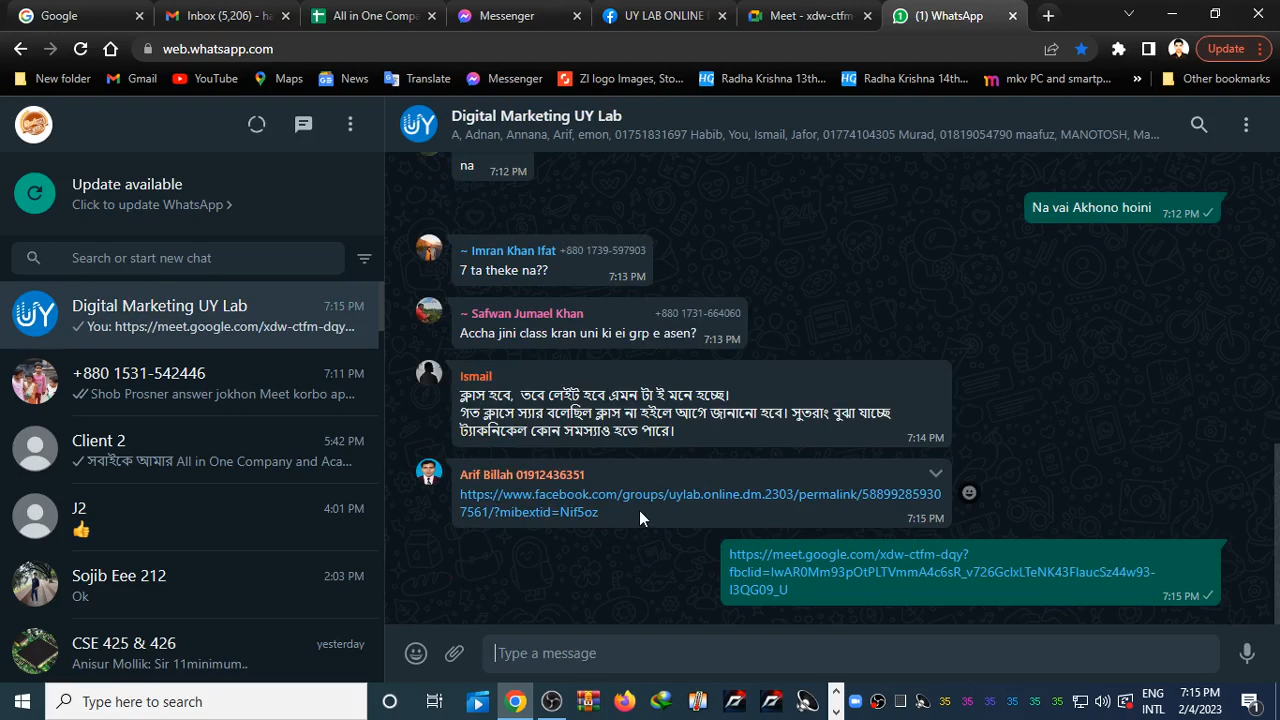 Google
Inbox (5,206) - ha
All in One Compa
Messenger
UY LAB ONLINE
Meet - xdw-ctfm
(1) WhatsApp
web.whatsapp.com
Update
New folder
Gmail
YouTube
Maps
News
Translate
Messenger
ZI logo Images, Sto...
Radha Krishna 13th...
Radha Krishna 14th...
mkv PC and smartp...
»
Other bookmarks
Digital Marketing UY Lab
A, Adnan, Annana, Arif, emon, 01751831697 Habib, You, Ismail, Jafor, 01774104305 Murad, 01819054790 maafuz, MANOTOSH, Ma...
Update available
Click to update WhatsApp >
Search or start new chat
Digital Marketing UY Lab
7:15 PM
You: https://meet.google.com/xdw-ctfm-dqy...
+880 1531-542446
7:11 PM
Shob Prosner answer jokhon Meet korbo ap...
Client 2
5:42 PM
সবাইকে আমার All in One Company and Aca...
J2
4:01 PM
👍
Sojib Eee 212
2:03 PM
Ok
CSE 425 & 426
yesterday
Anisur Mollik: Sir 11minimum..
na
7:12 PM
Na vai Akhono hoini
7:12 PM
~ Imran Khan Ifat +880 1739-597903
7 ta theke na??
7:13 PM
~ Safwan Jumael Khan +880 1731-664060
Accha jini class kran uni ki ei grp e asen?
7:13 PM
Ismail
ক্লাস হবে, তবে লেইট হবে এমন টা ই মনে হচ্ছে।
গত ক্লাসে স্যার বলেছিল ক্লাস না হইলে আগে জানানো হবে। সুতরাং বুঝা যাচ্ছে
ট্যাকনিকেল কোন সমস্যাও হতে পারে।
7:14 PM
Arif Billah 01912436351
https://www.facebook.com/groups/uylab.online.dm.2303/permalink/58899285930
7561/?mibextid=Nif5oz
7:15 PM
https://meet.google.com/xdw-ctfm-dqy?
fbclid=IwAR0Mm93pOtPLTVmmA4c6sR_v726GclxLTeNK43FIaucSz44w93-
I3QG09_U
7:15 PM
Type a message
Type here to search
35
35
35
35
35
35
ENG
INTL
7:15 PM
2/4/2023
1